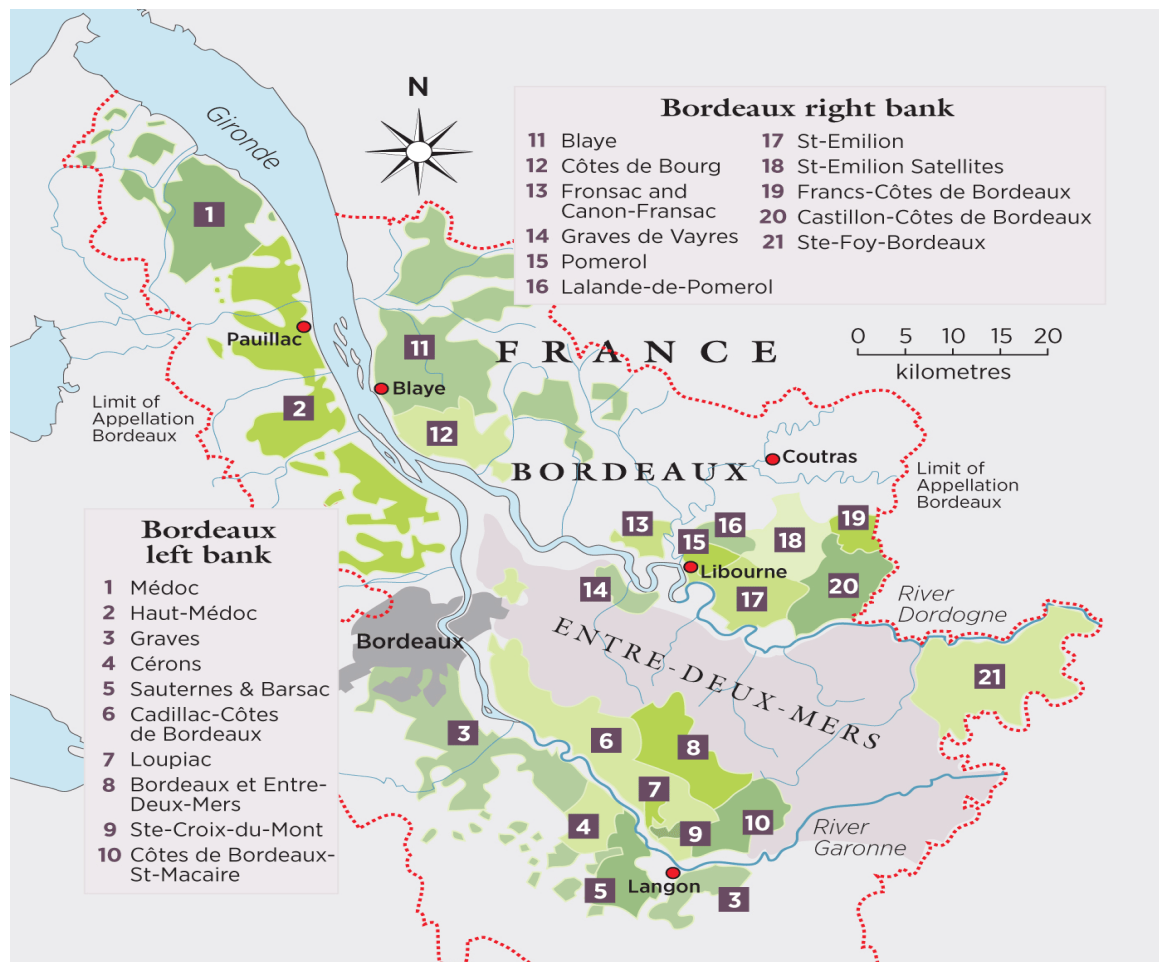 Gironde
N
Bordeaux right bank
11 Blaye
12 Côtes de Bourg
13 Fronsac and
Canon-Fransac
14 Graves de Vayres
15 Pomerol
16 Lalande-de-Pomerol
17 St-Emilion
18 St-Emilion Satellites
19 Francs-Côtes de Bordeaux
20 Castillon-Côtes de Bordeaux
21 Ste-Foy-Bordeaux
1
Pauillac
11
FRANCE
0 5 10 15 20
kilometres
Blaye
Limit of
Appellation
Bordeaux
2
12
BORDEAUX
Coutras
Limit of
Appellation
Bordeaux
13
15
16
18
19
Libourne
14
17
20
River
Dordogne
Bordeaux
left bank
1 Médoc
2 Haut-Médoc
3 Graves
4 Cérons
5 Sauternes & Barsac
6 Cadillac-Côtes
de Bordeaux
7 Loupiac
8 Bordeaux et Entre-
Deux-Mers
9 Ste-Croix-du-Mont
10 Côtes de Bordeaux-
St-Macaire
Bordeaux
ENTRE-DEUX-MERS
21
3
6
8
7
4
9
10
River
Garonne
Langon
5
3